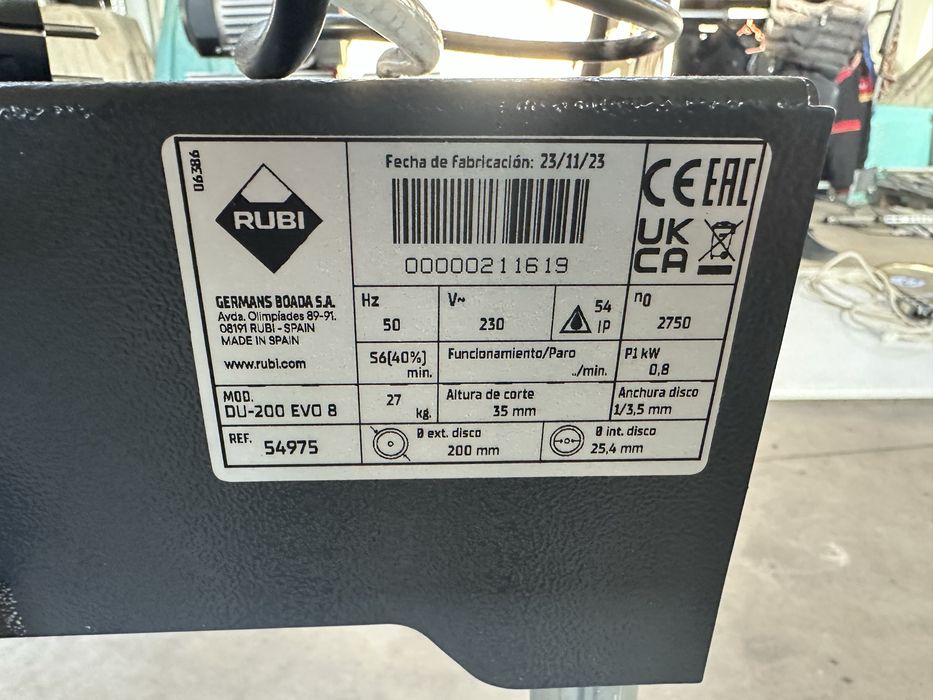 06386
RUBI
GERMANS BOADA S.A.
Avda. Olimpíades 89-91.
08191 RUBI - SPAIN
MADE IN SPAIN
www.rubi.com
Fecha de Fabricación: 23/11/23
00000211619
CE EAC
UK
CA
Hz
50
V~
230
54
IP
n0
2750
S6(40%)
min.
Funcionamiento/Paro
../min.
P1 kW
0,8
MOD.
DU-200 EVO 8
27
kg.
Altura de corte
35 mm
Anchura disco
1/3,5 mm
REF. 54975
Ø ext. disco
200 mm
Ø int. disco
25,4 mm